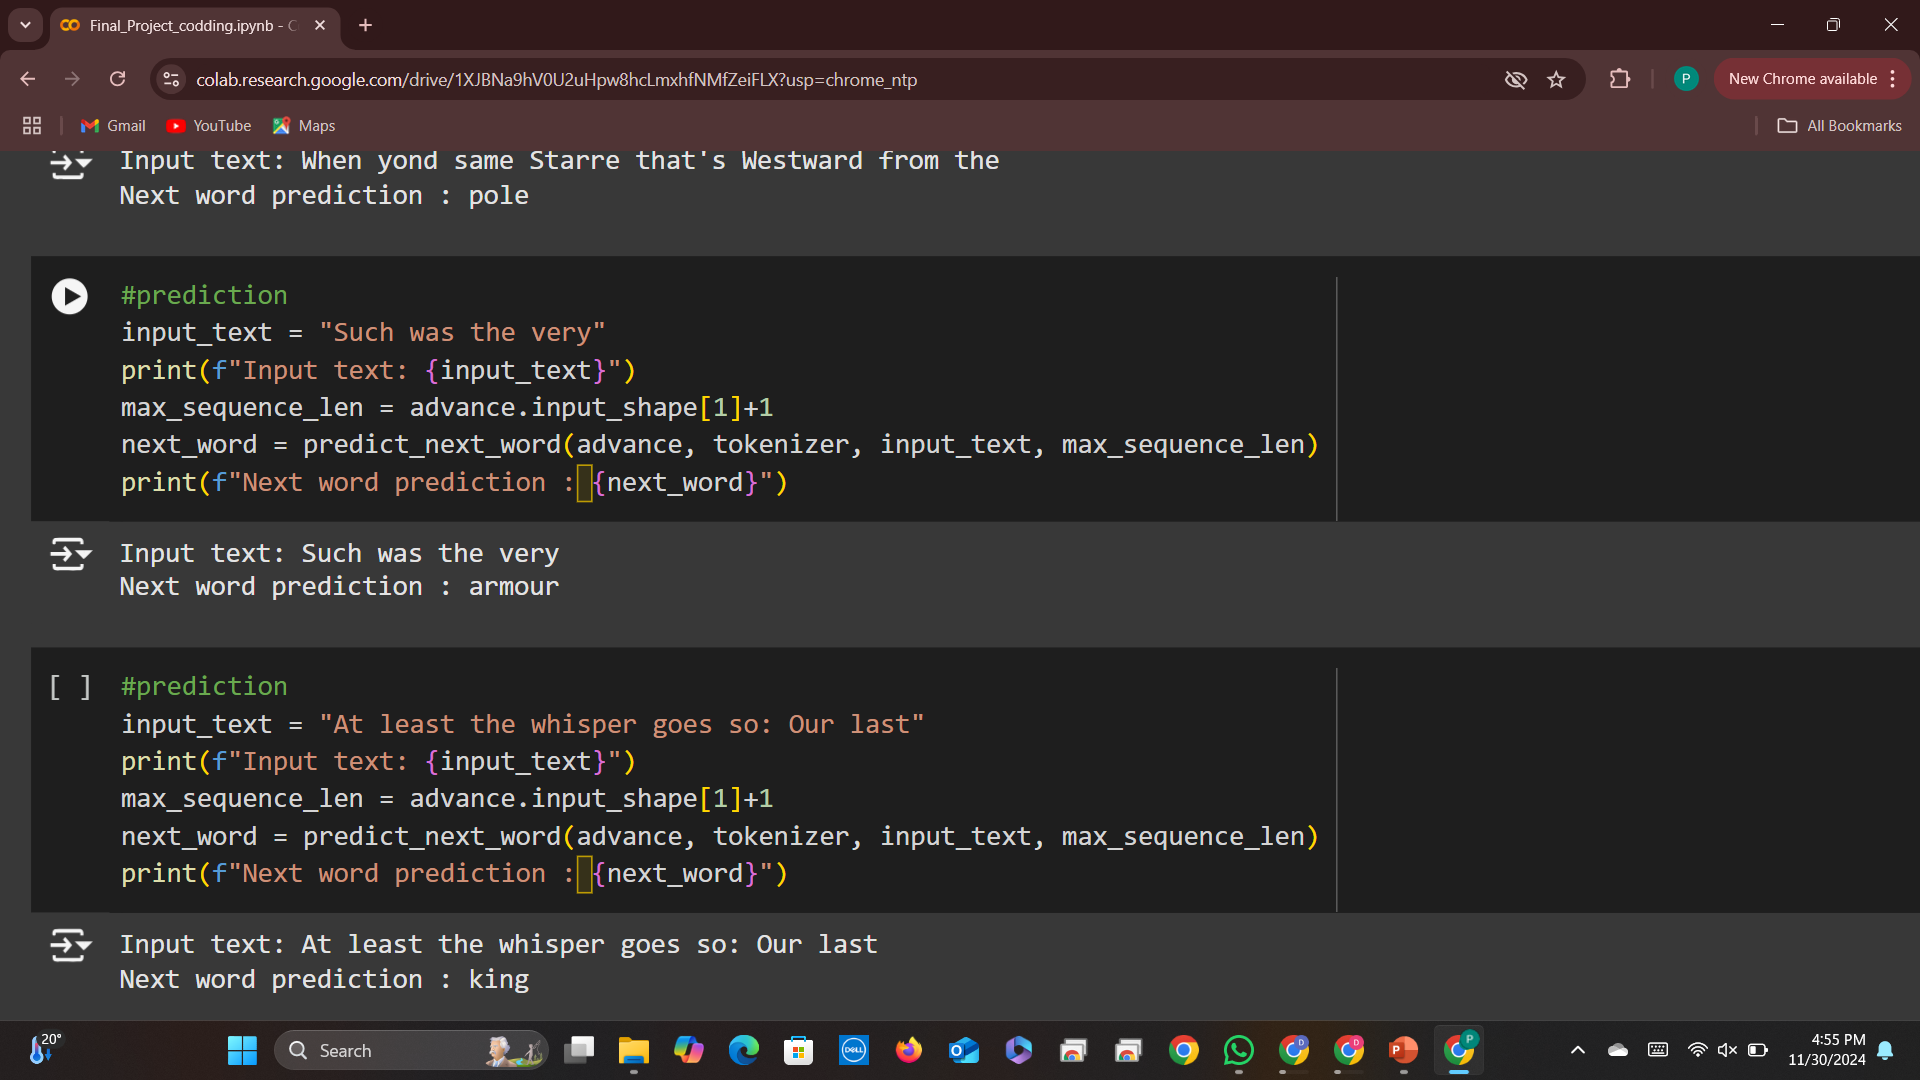 Final_Project_codding.ipynb - C
colab.research.google.com/drive/1XJBNa9hV0U2uHpw8hcLmxhfNMfZeiFLX?usp=chrome_ntp
P
New Chrome available
Gmail
YouTube
Maps
All Bookmarks
Input text: When yond same Starre that's Westward from the
Next word prediction : pole
#prediction
input_text = "Such was the very"
print(f"Input text: {input_text}")
max_sequence_len = advance.input_shape[1]+1
next_word = predict_next_word(advance, tokenizer, input_text, max_sequence_len)
print(f"Next word prediction : {next_word}")
Input text: Such was the very
Next word prediction : armour
[ ] #prediction
input_text = "At least the whisper goes so: Our last"
print(f"Input text: {input_text}")
max_sequence_len = advance.input_shape[1]+1
next_word = predict_next_word(advance, tokenizer, input_text, max_sequence_len)
print(f"Next word prediction : {next_word}")
Input text: At least the whisper goes so: Our last
Next word prediction : king
20°
Search
DELL
D
D
P
P
4:55 PM
11/30/2024